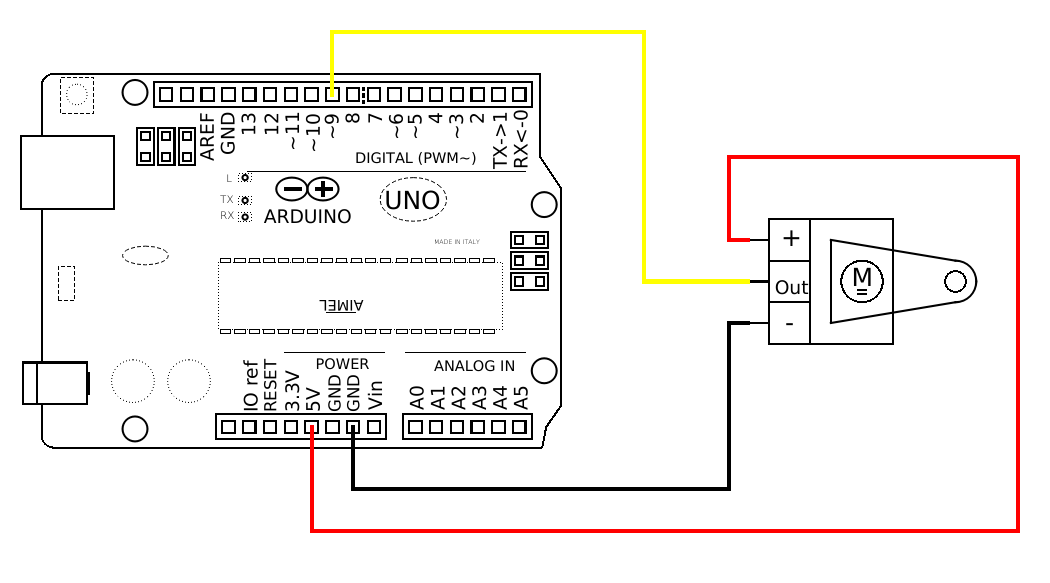 AREF
GND
13
12
~11
~10
~9
8
7
~6
~5
4
~3
2
TX->1
RX<-0
DIGITAL (PWM~)
L
TX
RX
ARDUINO
UNO
MADE IN ITALY
AIMEL
POWER
ANALOG IN
IO ref
RESET
3.3V
5V
GND
GND
Vin
A0
A1
A2
A3
A4
A5
+
Out
-
M